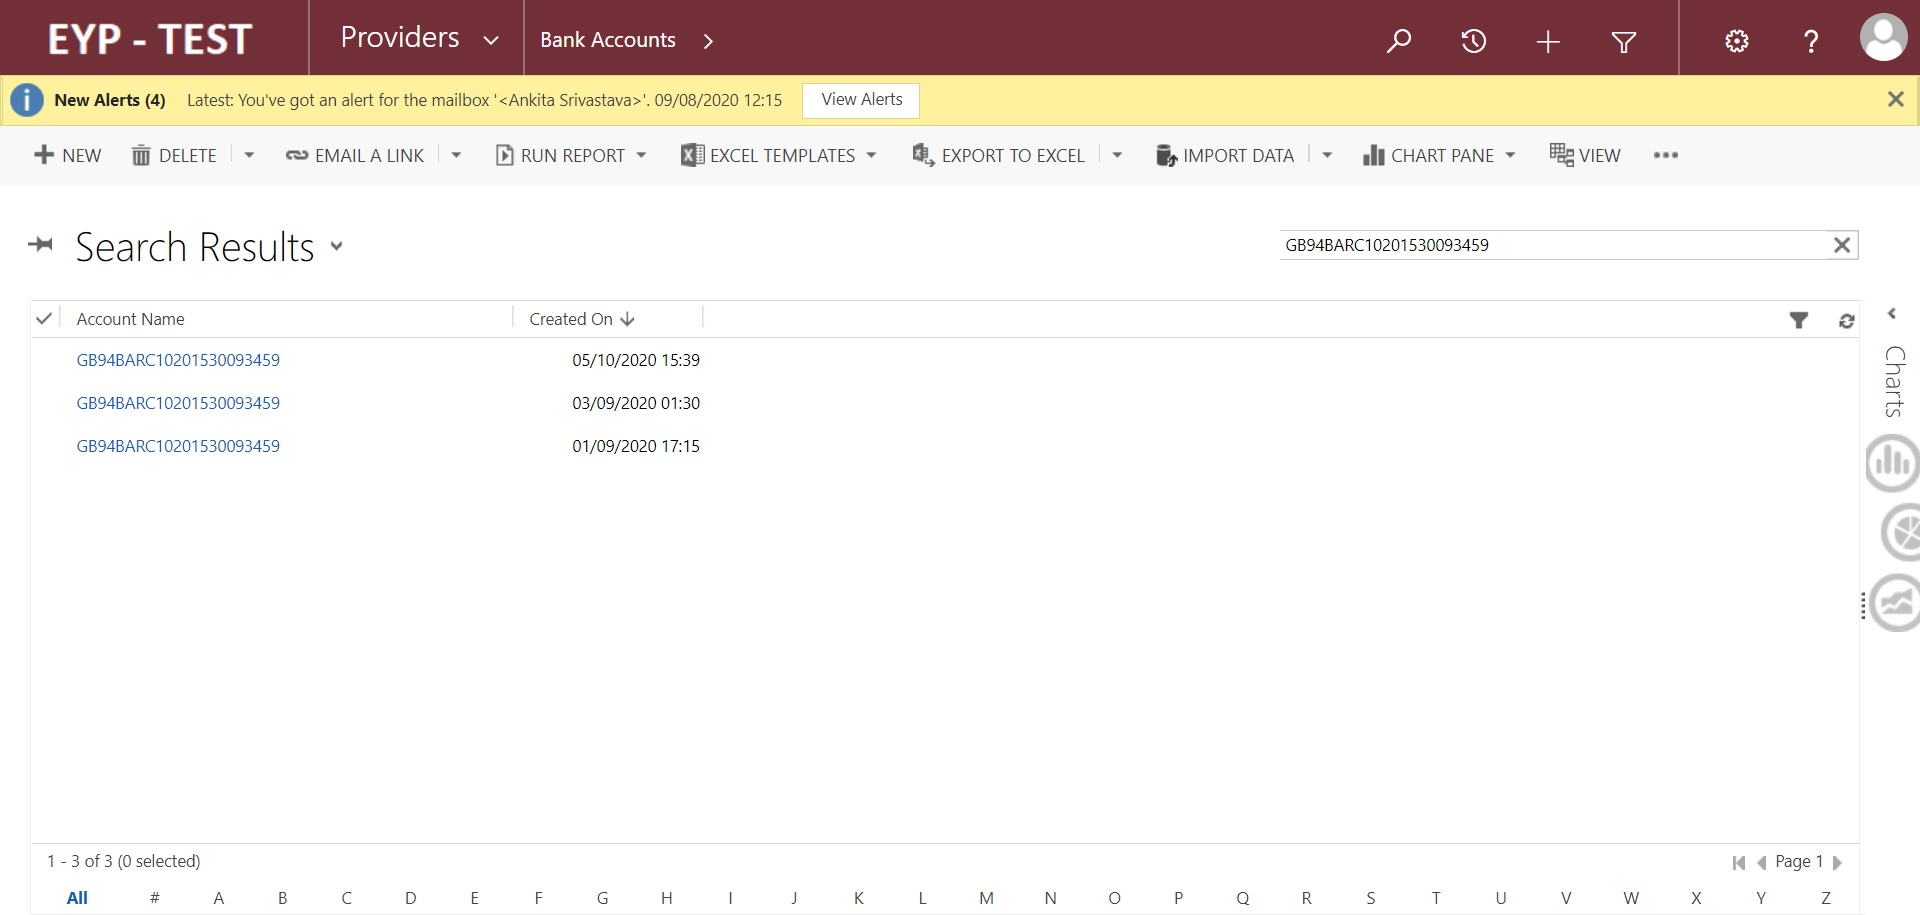 EYP - TEST
Providers
Bank Accounts
New Alerts (4) Latest: You've got an alert for the mailbox '<Ankita Srivastava>'. 09/08/2020 12:15 View Alerts
NEW DELETE EMAIL A LINK RUN REPORT EXCEL TEMPLATES EXPORT TO EXCEL IMPORT DATA CHART PANE VIEW
Search Results
GB94BARC10201530093459
Account Name Created On
GB94BARC10201530093459 05/10/2020 15:39
GB94BARC10201530093459 03/09/2020 01:30
GB94BARC10201530093459 01/09/2020 17:15
Charts
1 - 3 of 3 (0 selected)
Page 1
All # A B C D E F G H I J K L M N O P Q R S T U V W X Y Z